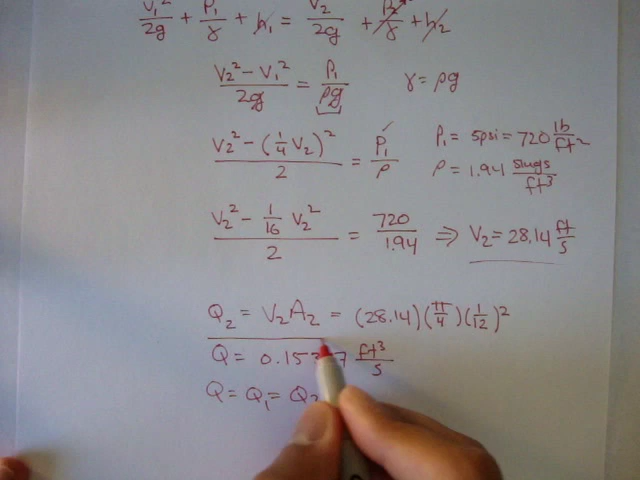 V₁²/2g + P₁/γ + h₁ = V₂²/2g + P₂/γ + h₂
(V₂² − V₁²)/2g = P₁/ρg γ = ρg
(V₂² − (1/4 V₂)²)/2 = P₁/ρ P₁ = 5psi = 720 lb/ft²
ρ = 1.94 slugs/ft³
(V₂² − 1/16 V₂²)/2 = 720/1.94 ⇒ V₂ = 28.14 ft/s
Q₂ = V₂A₂ = (28.14)(π/4)(1/12)²
Q = ft³/s
Q = Q₁ = Q₂